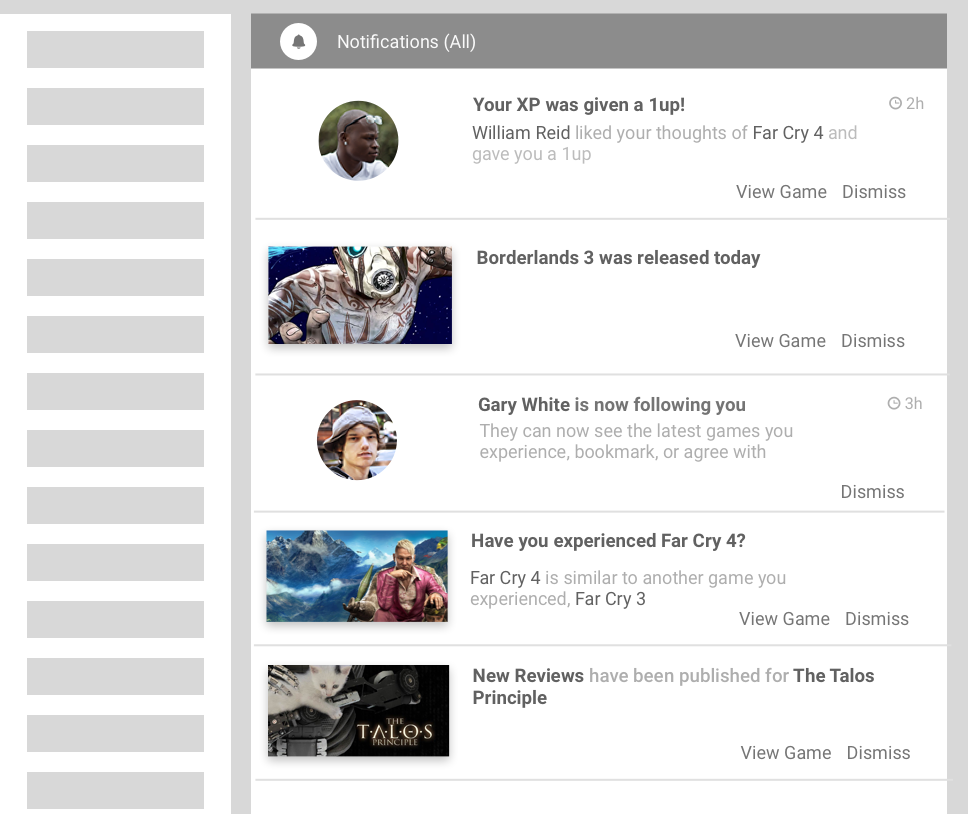 Notifications (All)
Your XP was given a 1up!
2h
William Reid liked your thoughts of Far Cry 4 and
gave you a 1up
View Game Dismiss
Borderlands 3 was released today
View Game Dismiss
Gary White is now following you
3h
They can now see the latest games you
experience, bookmark, or agree with
Dismiss
Have you experienced Far Cry 4?
Far Cry 4 is similar to another game you
experienced, Far Cry 3
View Game Dismiss
New Reviews have been published for The Talos
Principle
THE
TALOS
PRINCIPLE
View Game Dismiss